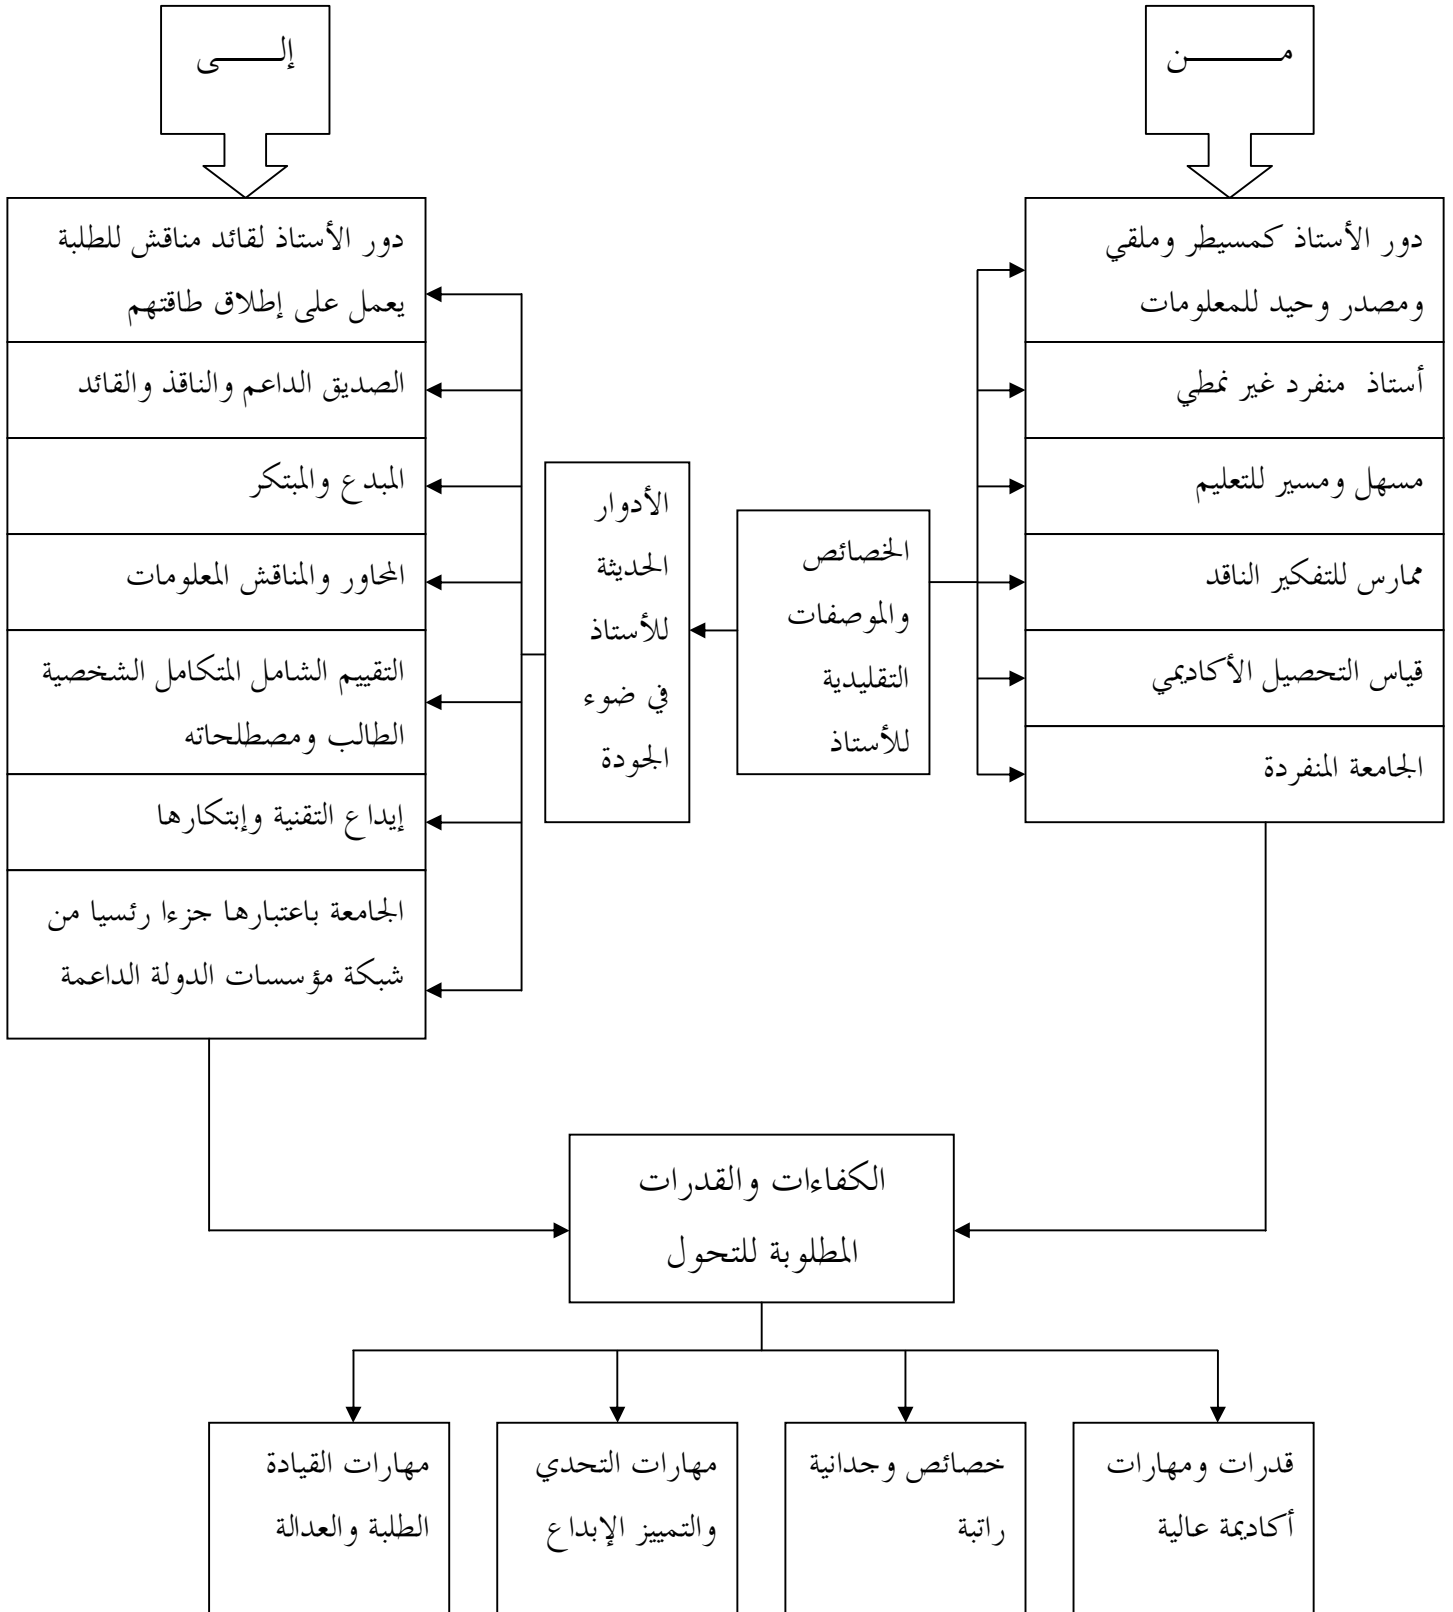 من
إلى
دور الأستاذ كمسيطر وملقي
ومصدر وحيد للمعلومات
أستاذ منفرد غير نمطي
مسهل ومسير للتعليم
ممارس للتفكير الناقد
قياس التحصيل الأكاديمي
الجامعة المنفردة
الخصائص
والموصفات
التقليدية
للأستاذ
الأدوار
الحديثة
للأستاذ
في ضوء
الجودة
دور الأستاذ لقائد مناقش للطلبة
يعمل على إطلاق طاقتهم
الصديق الداعم والناقذ والقائد
المبدع والمبتكر
المحاور والمناقش المعلومات
التقييم الشامل المتكامل الشخصية
الطالب ومصطلحاته
إيداع التقنية وإبتكارها
الجامعة باعتبارها جزءا رئسيا من
شبكة مؤسسات الدولة الداعمة
الكفاءات والقدرات
المطلوبة للتحول
قدرات ومهارات
أكاديمة عالية
خصائص وجدانية
راتبة
مهارات التحدي
والتمييز الإبداع
مهارات القيادة
الطلبة والعدالة